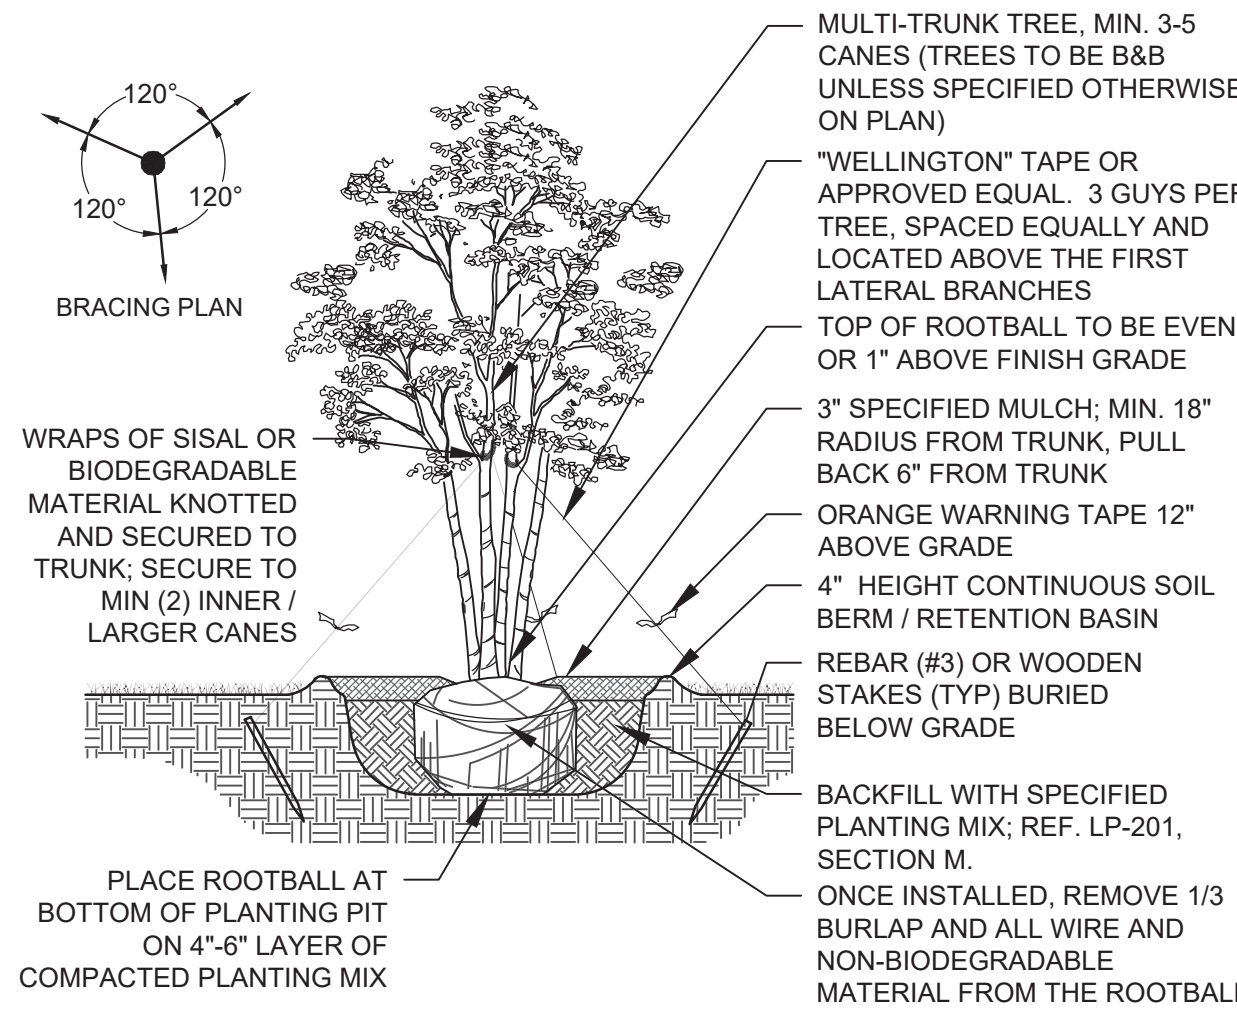 120°
120°
120°
BRACING PLAN
WRAPS OF SISAL OR
BIODEGRADABLE
MATERIAL KNOTTED
AND SECURED TO
TRUNK; SECURE TO
MIN (2) INNER /
LARGER CANES
PLACE ROOTBALL AT
BOTTOM OF PLANTING PIT
ON 4"-6" LAYER OF
COMPACTED PLANTING MIX
MULTI-TRUNK TREE, MIN. 3-5
CANES (TREES TO BE B&B
UNLESS SPECIFIED OTHERWISE
ON PLAN)
"WELLINGTON" TAPE OR
APPROVED EQUAL.  3 GUYS PER
TREE, SPACED EQUALLY AND
LOCATED ABOVE THE FIRST
LATERAL BRANCHES
TOP OF ROOTBALL TO BE EVEN
OR 1" ABOVE FINISH GRADE
3" SPECIFIED MULCH; MIN. 18"
RADIUS FROM TRUNK, PULL
BACK 6" FROM TRUNK
ORANGE WARNING TAPE 12"
ABOVE GRADE
4"  HEIGHT CONTINUOUS SOIL
BERM / RETENTION BASIN
REBAR (#3) OR WOODEN
STAKES (TYP) BURIED
BELOW GRADE
BACKFILL WITH SPECIFIED
PLANTING MIX; REF. LP-201,
SECTION M.
ONCE INSTALLED, REMOVE 1/3
BURLAP AND ALL WIRE AND
NON-BIODEGRADABLE
MATERIAL FROM THE ROOTBALL